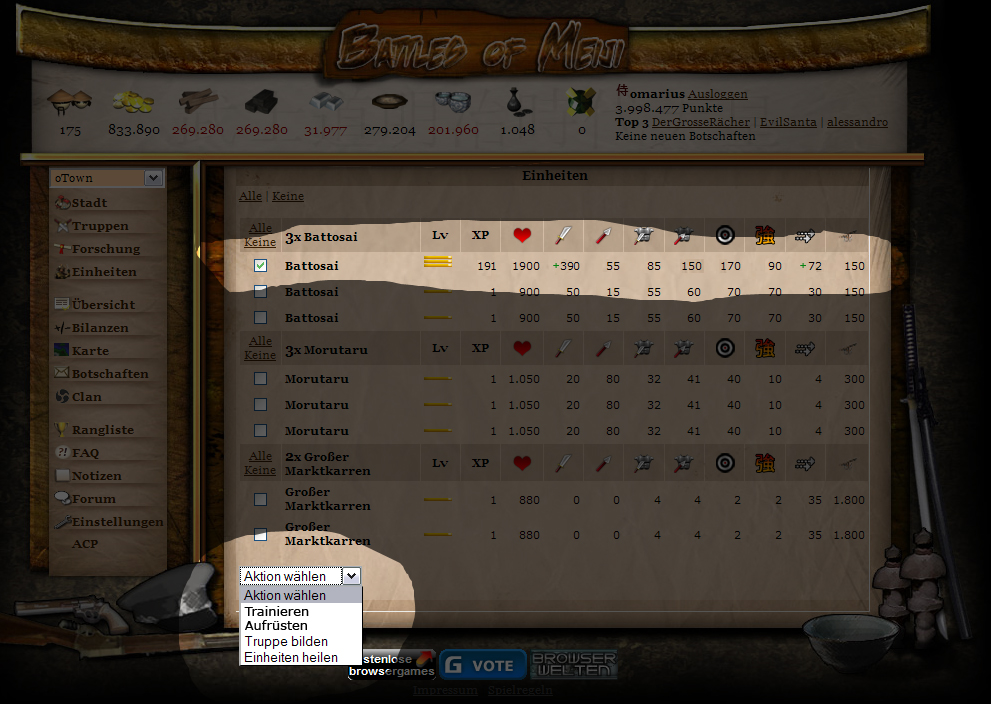 Battles of Meiji
175 833.890 269.280 269.280 31.977 279.204 201.960 1.048 0
侍 omarius Ausloggen
3.998.477 Punkte
Top 3 DerGrosseRächer | EvilSanta | alessandro
Keine neuen Botschaften
oTown
Stadt
Truppen
Forschung
Einheiten
Übersicht
Bilanzen
Karte
Botschaften
Clan
Rangliste
?! FAQ
Notizen
Forum
Einstellungen
ACP
Einheiten
Alle | Keine
Alle Keine 3x Battosai Lv XP 強
Battosai 191 1900 +390 55 85 150 170 90 +72 150
Battosai 1 900 50 15 55 60 70 70 30 150
Battosai 1 900 50 15 55 60 70 70 30 150
Alle Keine 3x Morutaru Lv XP 強
Morutaru 1 1.050 20 80 32 41 40 10 4 300
Morutaru 1 1.050 20 80 32 41 40 10 4 300
Morutaru 1 1.050 20 80 32 41 40 10 4 300
Alle Keine 2x Großer Marktkarren Lv XP 強
Großer Marktkarren 1 880 0 0 4 4 2 2 35 1.800
Großer Marktkarren 1 880 0 0 4 4 2 2 35 1.800
Aktion wählen
Aktion wählen
Trainieren
Aufrüsten
Truppe bilden
Einheiten heilen
stenlose
browsergames
G VOTE
BROWSER
WELTEN
Impressum Spielregeln